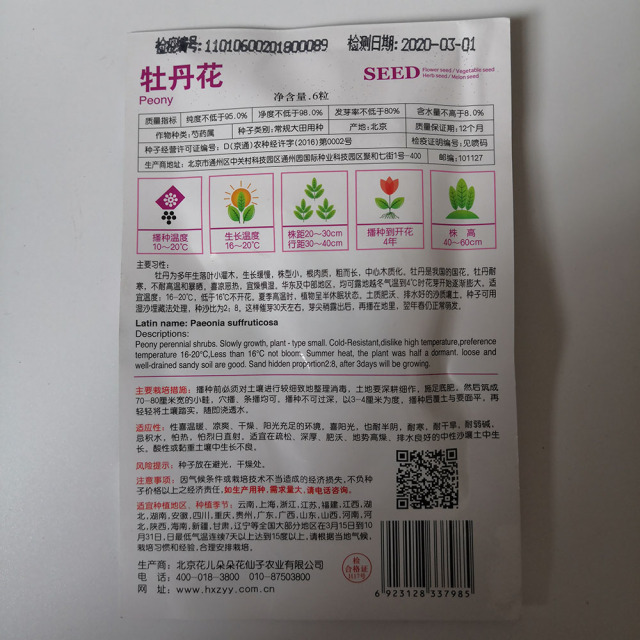 检疫编号:11010600201800089 检测日期:2020-03-01
牡丹花
Peony
SEED Flower seed / Vegetable seed
Herb seed / Melon seed
净含量.6粒
质量指标 纯度不低于95.0% 净度不低于98.0% 发芽率不低于80% 含水量不高于8.0%
作物种类:芍药属 种子类别:常规大田用种 产地:北京 质量保证期:12个月
种子经营许可证编号:D(京通)农种经许字(2016)第0002号 检疫证明编号:见喷码
生产商地址:北京市通州区中关村科技园区通州园国际种业科技园区聚和七街1号-400 邮编:101127
播种温度
10~20℃
生长温度
16~20℃
株距20~30cm
行距30~40cm
播种到开花
4年
株 高
40~60cm
主要习性:
牡丹为多年生落叶小灌木,生长缓慢,株型小,根肉质,粗而长,中心木质化,牡丹是我国的国花。牡丹耐
寒,不耐高温和暴晒,喜凉恶热,宜燥惧湿,华东及中部地区,均可露地越冬气温到4℃时花芽开始逐渐膨大,适
宜温度:16-20℃,低于16℃不开花。夏季高温时,植物呈半休眠状态。土质肥沃、排水好的沙质壤土。种子可用
湿沙埋藏法处理,种沙比为2:8,这样催芽30天左右,芽尖稍露出后,再播在地里,翌年春仍正常萌发。
Latin name: Paeonia suffruticosa
Descriptions:
Peony perennial shrubs. Slowly growth, plant - type small. Cold-Resistant,dislike high temperature,preference
temperature 16-20°C,Less than 16°C not bloom. Summer heat, the plant was half a dormant. loose and
well-drained sandy soil are good. Sand hidden proportion2:8, after 3days will be growing.
主要栽培措施:播种前必须对土壤进行较细致地整理消毒,土地要深耕细作,施足底肥。然后筑成
70-80厘米宽的小畦,穴播、条播均可。播种不可过深,以3-4厘米为度,播种后覆土与要面平,再
轻轻将土壤踏实,随即浇透水。
适应性:性喜温暖、凉爽、干燥、阳光充足的环境。喜阳光,也耐半阴,耐寒,耐干旱,耐弱碱,
忌积水,怕热,怕烈日直射。适宜在疏松、深厚、肥沃、地势高燥、排水良好的中性沙壤土中生
长。酸性或黏重土壤中生长不良。
风险提示:种子放在避光,干燥处。
注意事项:因气候条件或栽培技术不当造成的经济损失,不负种
子价格以上之经济责任,如生产用种,需求量大,请电话咨询。
适宜种植地区、种植季节:云南,上海,浙江,江苏,福建,江西,湖
北,湖南,安徽,四川,重庆,贵州,广东,广西,山东,山西,河南,河
北,陕西,海南,新疆,甘肃,辽宁等全国大部分地区在3月15日到10
月31日,日最低气温连续7天以上达到15度以上,请根据当地气候,
栽培习惯和经验,合理安排栽培。
生产商:北京花儿朵朵花仙子农业有限公司
电 话:400-018-3800 010-87503800
网 址:www.hxzyy.com.cn
检
合格证
3117号
6 923128 337985